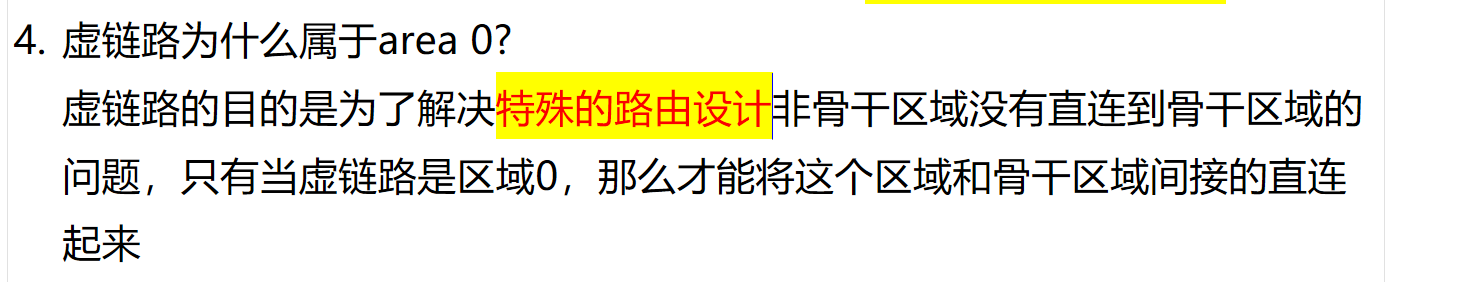 4. 虚链路为什么属于area 0?
虚链路的目的是为了解决特殊的路由设计非骨干区域没有直连到骨干区域的
问题，只有当虚链路是区域0，那么才能将这个区域和骨干区域间接的直连
起来